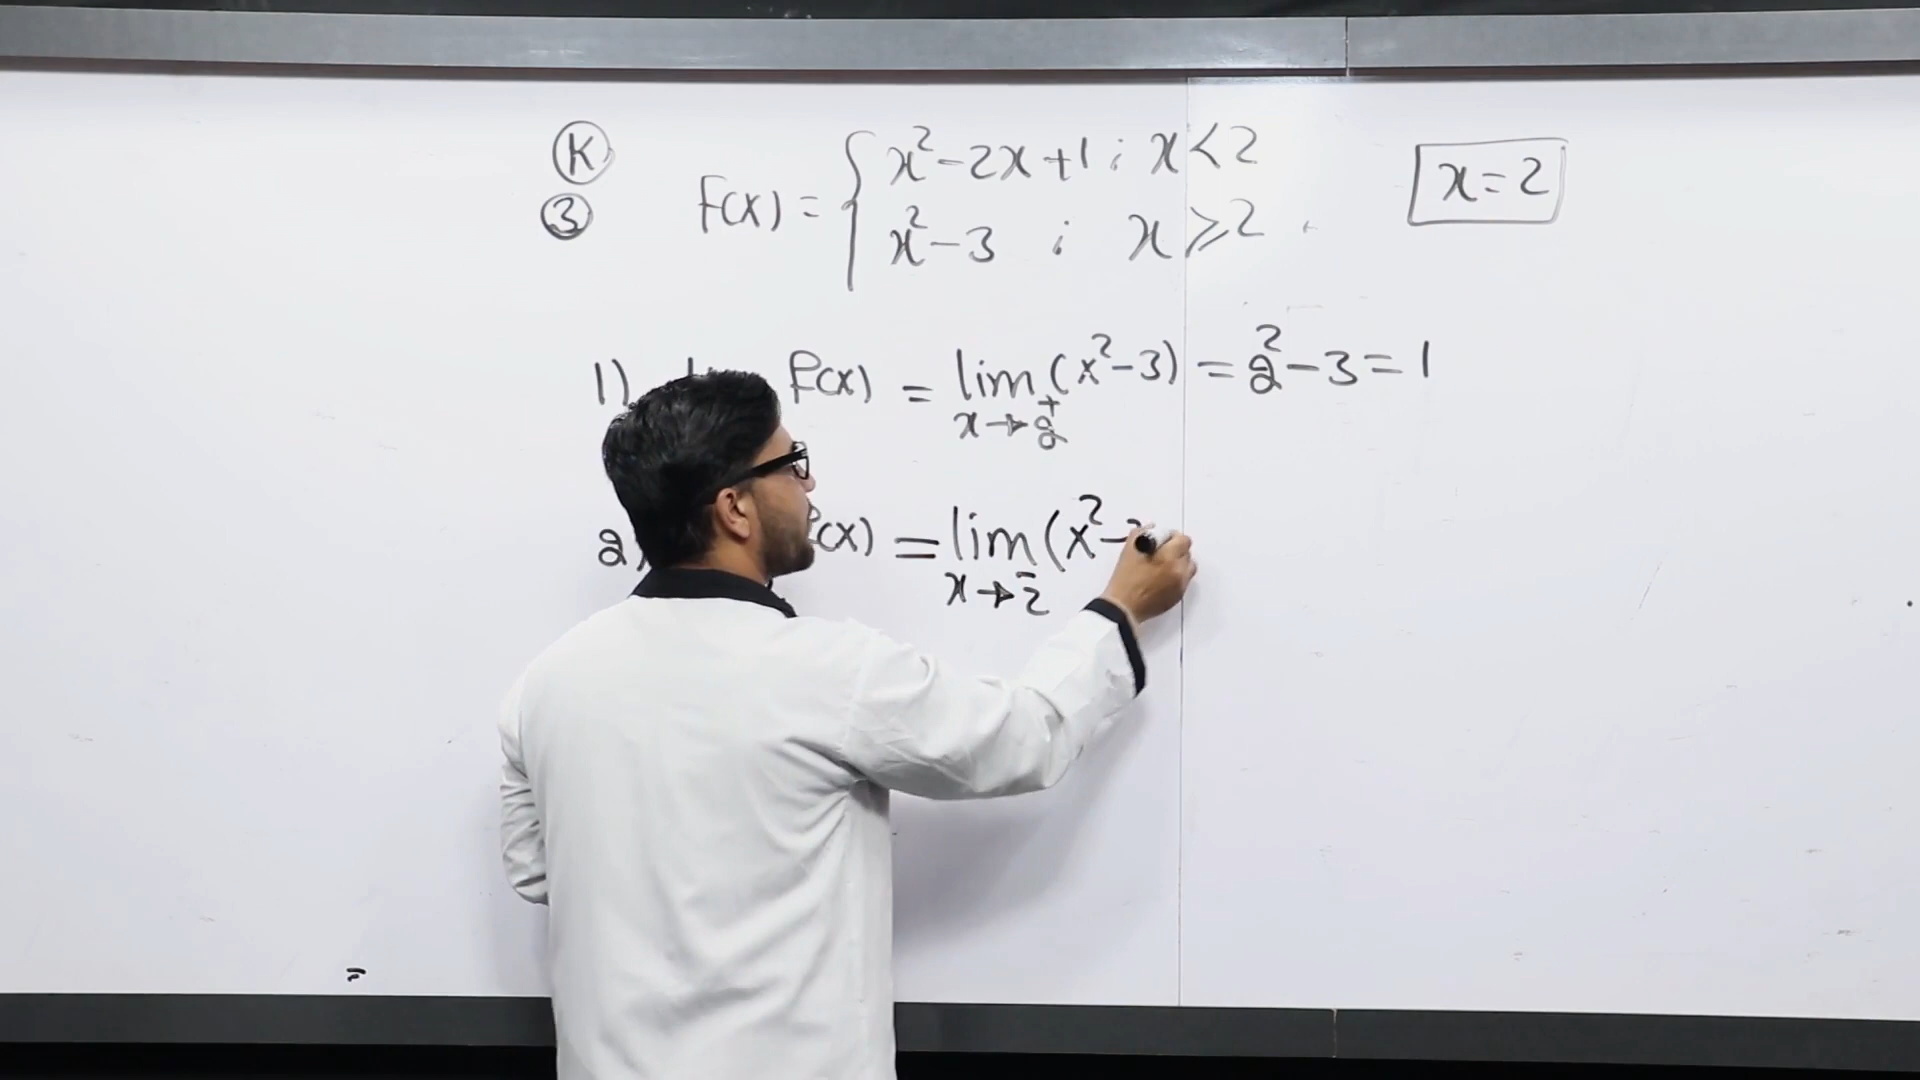 Ⓚ
③ F(x) = { x² - 2x + 1 ; x < 2
x² - 3 ; x ⩾ 2
x = 2
1) f(x) = lim x→2⁺ (x² - 3) = 2² - 3 = 1
2) f(x) = lim x→2⁻ (x² -
=